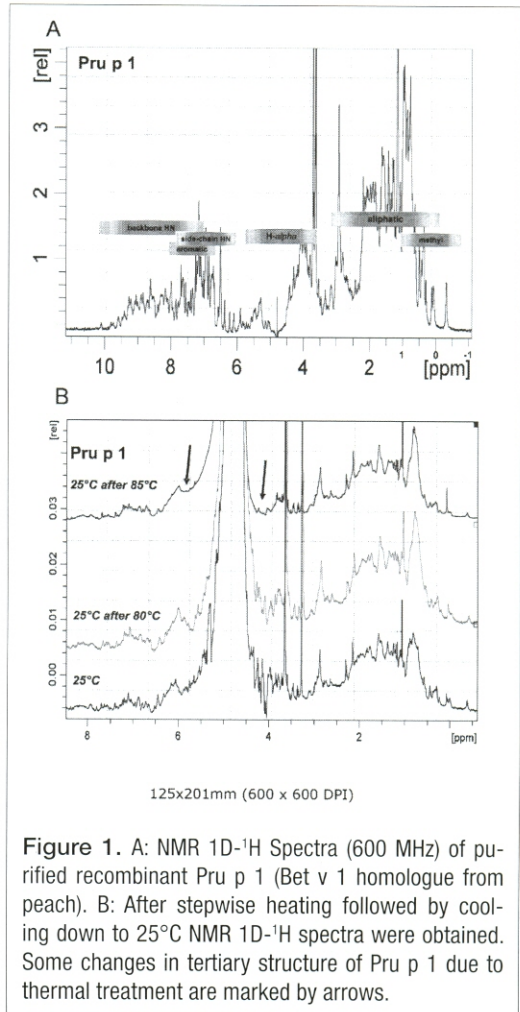 A
Pru p 1
[rel]
3
2
1
backbone HN
side-chain HN
aromatic
H-alpha
aliphatic
methyl
10 8 6 4 2 1 0 -1
[ppm]
B
[rel]
Pru p 1
25°C after 85°C
0.03
0.02
25°C after 80°C
0.01
25°C
0.00
8 6 4 2 [ppm]
125x201mm (600 x 600 DPI)
Figure 1. A: NMR 1D-¹H Spectra (600 MHz) of pu-
rified recombinant Pru p 1 (Bet v 1 homologue from
peach). B: After stepwise heating followed by cool-
ing down to 25°C NMR 1D-¹H spectra were obtained.
Some changes in tertiary structure of Pru p 1 due to
thermal treatment are marked by arrows.